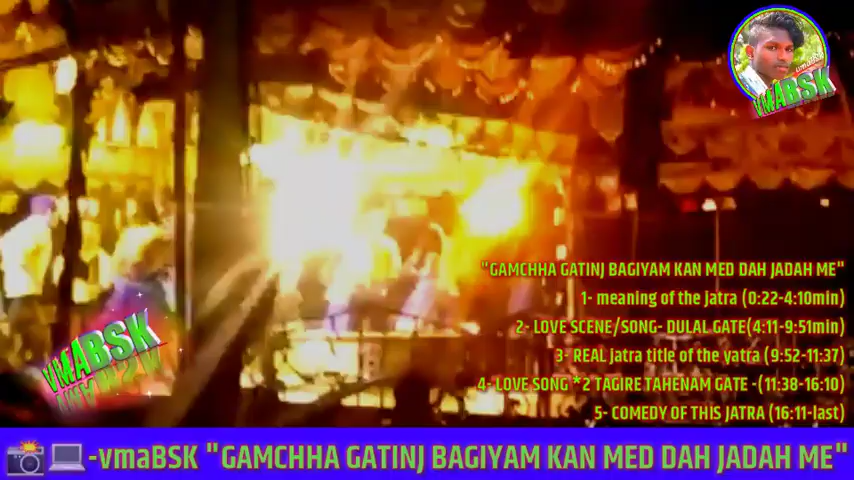 vmaBSK
VMABSK
"GAMCHHA GATINJ BAGIYAM KAN MED DAH JADAH ME"
1- meaning of the jatra (0:22-4:10min)
2- LOVE SCENE/SONG- DULAL GATE(4:11-9:51min)
3- REAL jatra title of the yatra (9:52-11:37)
4- LOVE SONG *2 TAGIRE TAHENAM GATE -(11:38-16:10)
5- COMEDY OF THIS JATRA (16:11-last)
VMABSK
-vmaBSK "GAMCHHA GATINJ BAGIYAM KAN MED DAH JADAH ME"